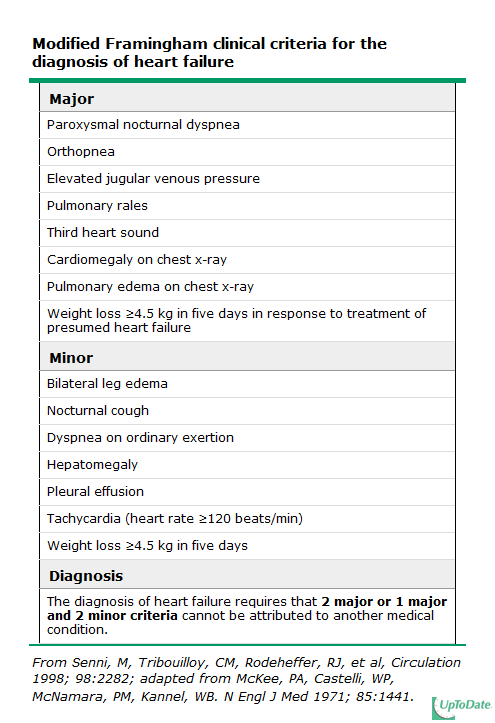 Modified Framingham clinical criteria for the
diagnosis of heart failure
Major
Paroxysmal nocturnal dyspnea
Orthopnea
Elevated jugular venous pressure
Pulmonary rales
Third heart sound
Cardiomegaly on chest x-ray
Pulmonary edema on chest x-ray
Weight loss ≥4.5 kg in five days in response to treatment of
presumed heart failure
Minor
Bilateral leg edema
Nocturnal cough
Dyspnea on ordinary exertion
Hepatomegaly
Pleural effusion
Tachycardia (heart rate ≥120 beats/min)
Weight loss ≥4.5 kg in five days
Diagnosis
The diagnosis of heart failure requires that 2 major or 1 major
and 2 minor criteria cannot be attributed to another medical
condition.
From Senni, M, Tribouilloy, CM, Rodeheffer, RJ, et al, Circulation
1998; 98:2282; adapted from McKee, PA, Castelli, WP,
McNamara, PM, Kannel, WB. N Engl J Med 1971; 85:1441.
UpToDate